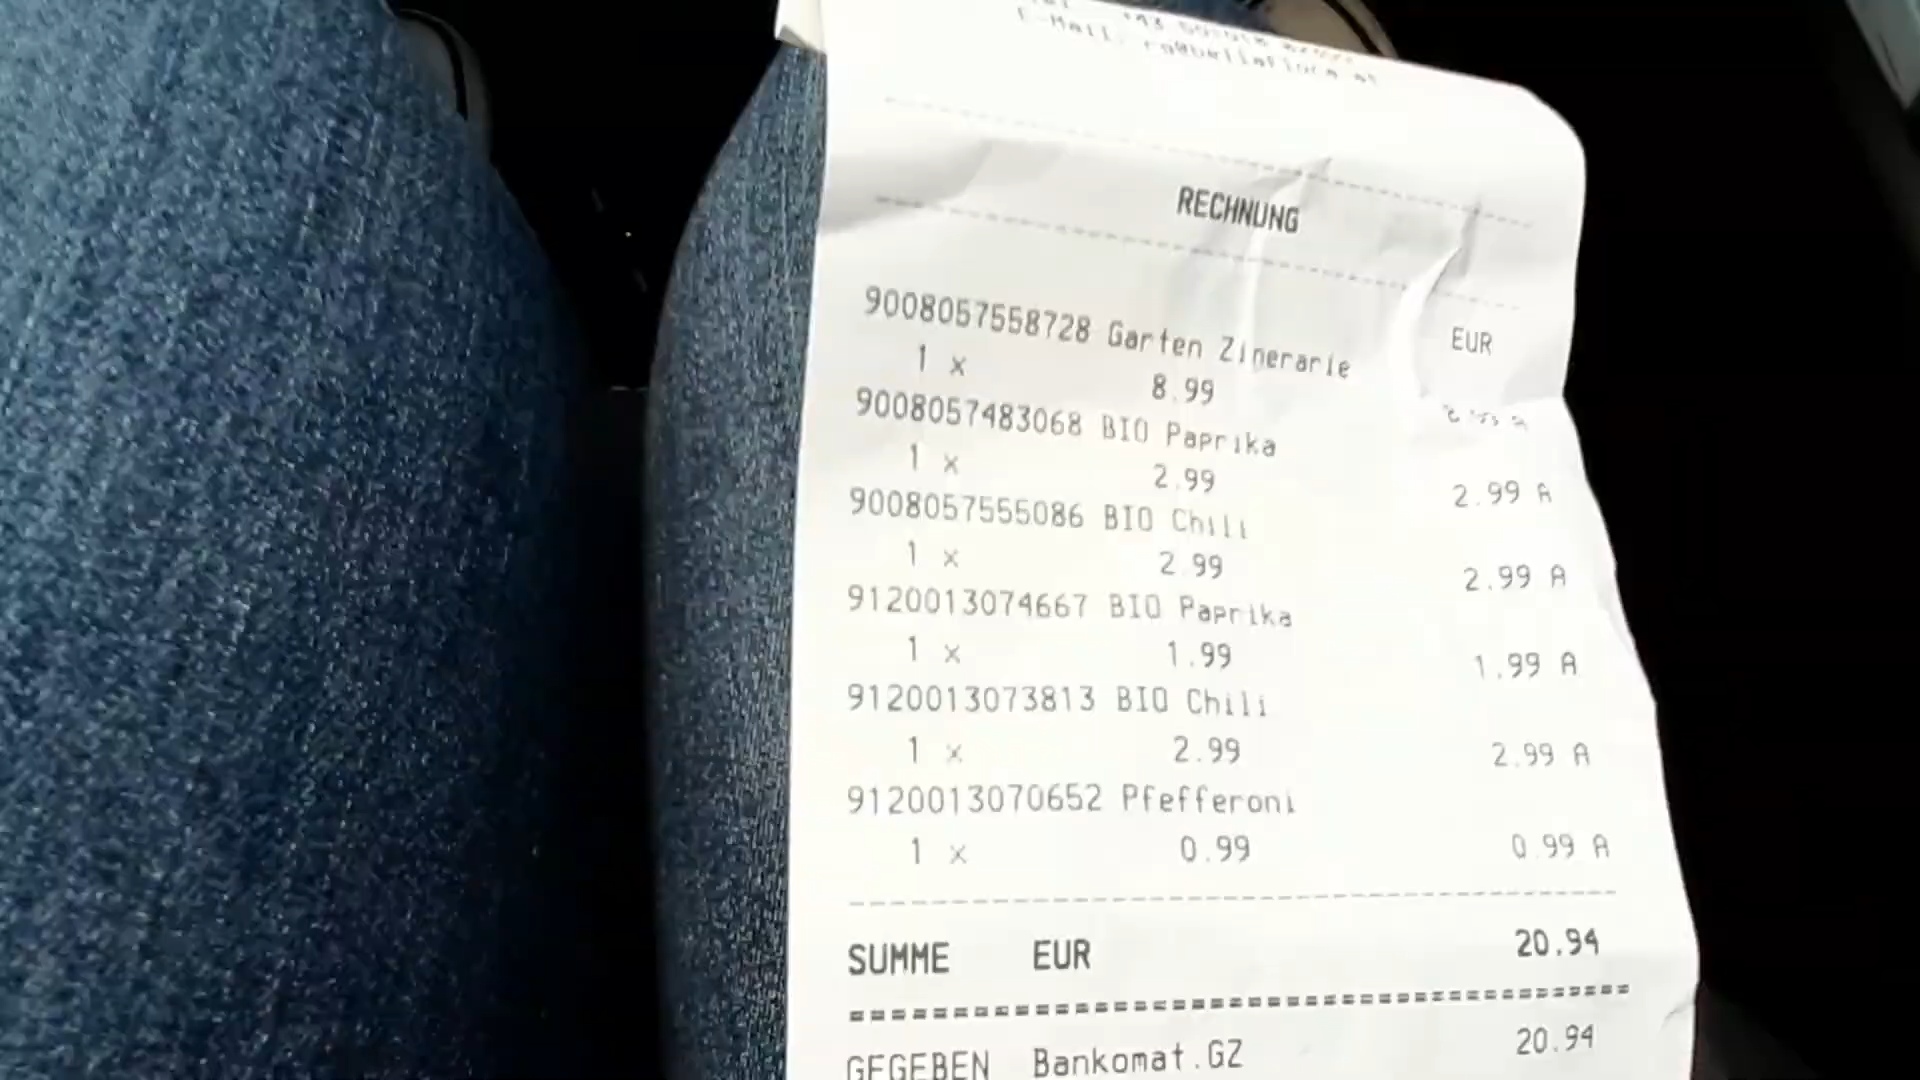 E-Mail:
RECHNUNG
EUR
9008057558728 Garten Zinerarie
1 x 8.99
9008057483068 BIO Paprika
1 x 2.99 2.99 A
9008057555086 BIO Chili
1 x 2.99 2.99 A
9120013074667 BIO Paprika
1 x 1.99 1.99 A
9120013073813 BIO Chili
1 x 2.99 2.99 A
9120013070652 Pfefferoni
1 x 0.99 0.99 A
SUMME EUR 20.94
GEGEBEN Bankomat.GZ 20.94